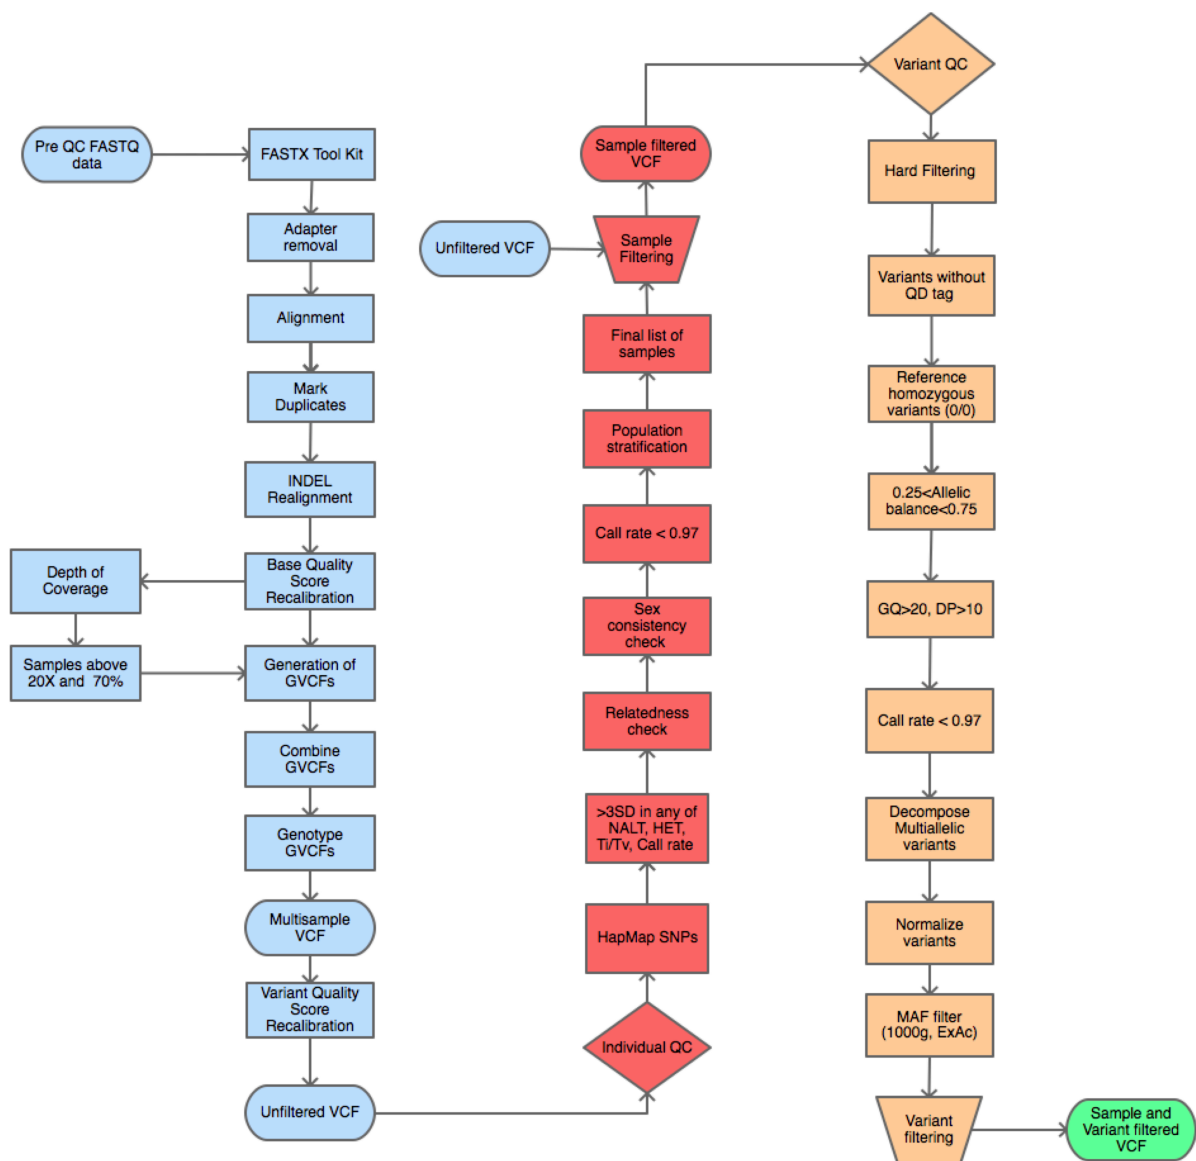 Pre QC FASTQ
data
FASTX Tool Kit
Adapter
removal
Alignment
Mark
Duplicates
INDEL
Realignment
Base Quality
Score
Recalibration
Depth of
Coverage
Samples above
20X and 70%
Generation of
GVCFs
Combine
GVCFs
Genotype
GVCFs
Multisample
VCF
Variant Quality
Score
Recalibration
Unfiltered VCF
Individual QC
HapMap SNPs
>3SD in any of
NALT, HET,
Ti/Tv, Call rate
Relatedness
check
Sex
consistency
check
Call rate < 0.97
Population
stratification
Final list of
samples
Unfiltered VCF
Sample
Filtering
Sample filtered
VCF
Variant QC
Hard Filtering
Variants without
QD tag
Reference
homozygous
variants (0/0)
0.25<Allelic
balance<0.75
GQ>20, DP>10
Call rate < 0.97
Decompose
Multiallelic
variants
Normalize
variants
MAF filter
(1000g, ExAc)
Variant
filtering
Sample and
Variant filtered
VCF